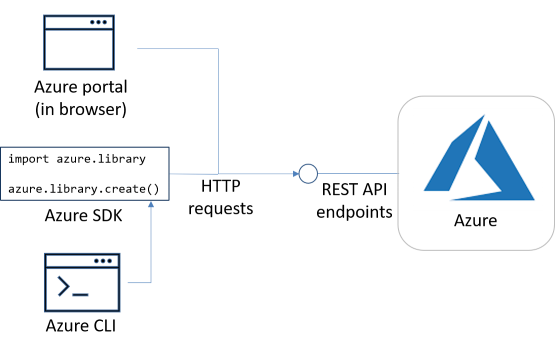 Azure portal
(in browser)
import azure.library
azure.library.create()
Azure SDK
HTTP
requests
REST API
endpoints
Azure
>_
Azure CLI